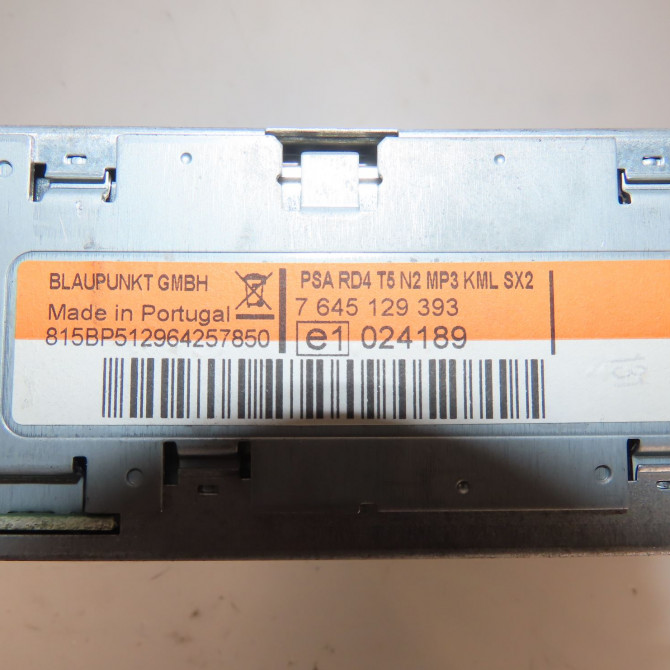 BLAUPUNKT GMBH
Made in Portugal
815BP512964257850
PSA RD4 T5 N2 MP3 KML SX2
7 645 129 393
e1 024189